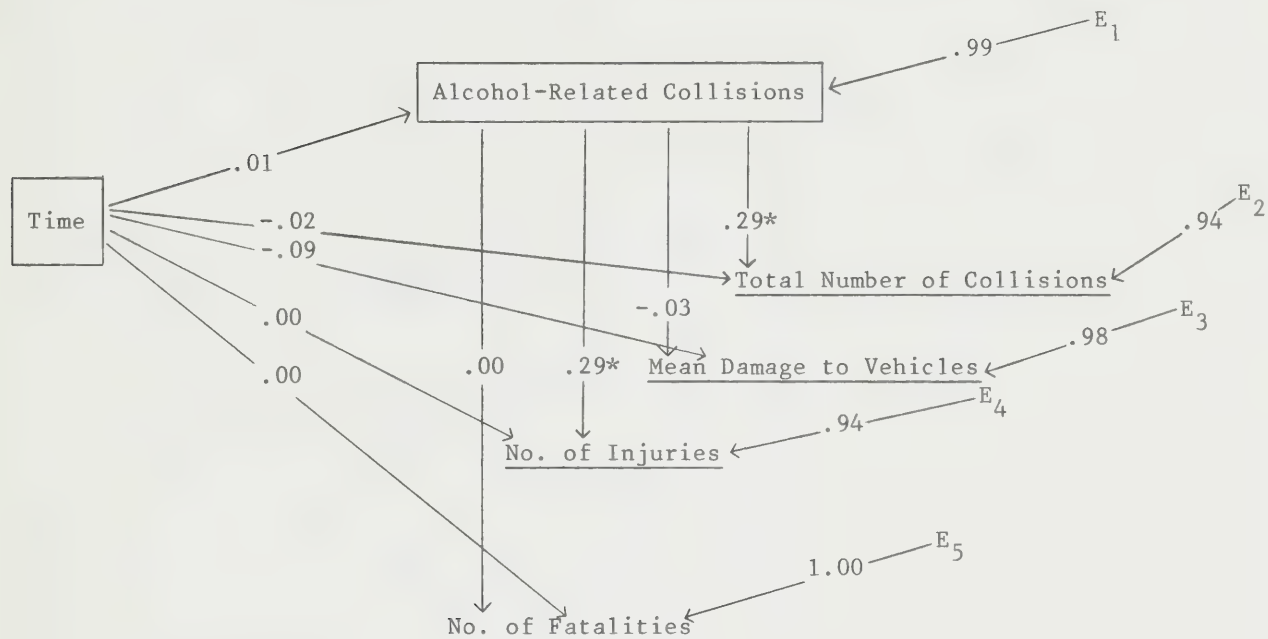 E1
.99
Alcohol-Related Collisions
.01
Time
-.02
-.09
.29*
.94
E2
Total Number of Collisions
.00
-.03
E3
.98
.00
.00
.29*
Mean Damage to Vehicles
E4
.94
No. of Injuries
E5
1.00
No. of Fatalities